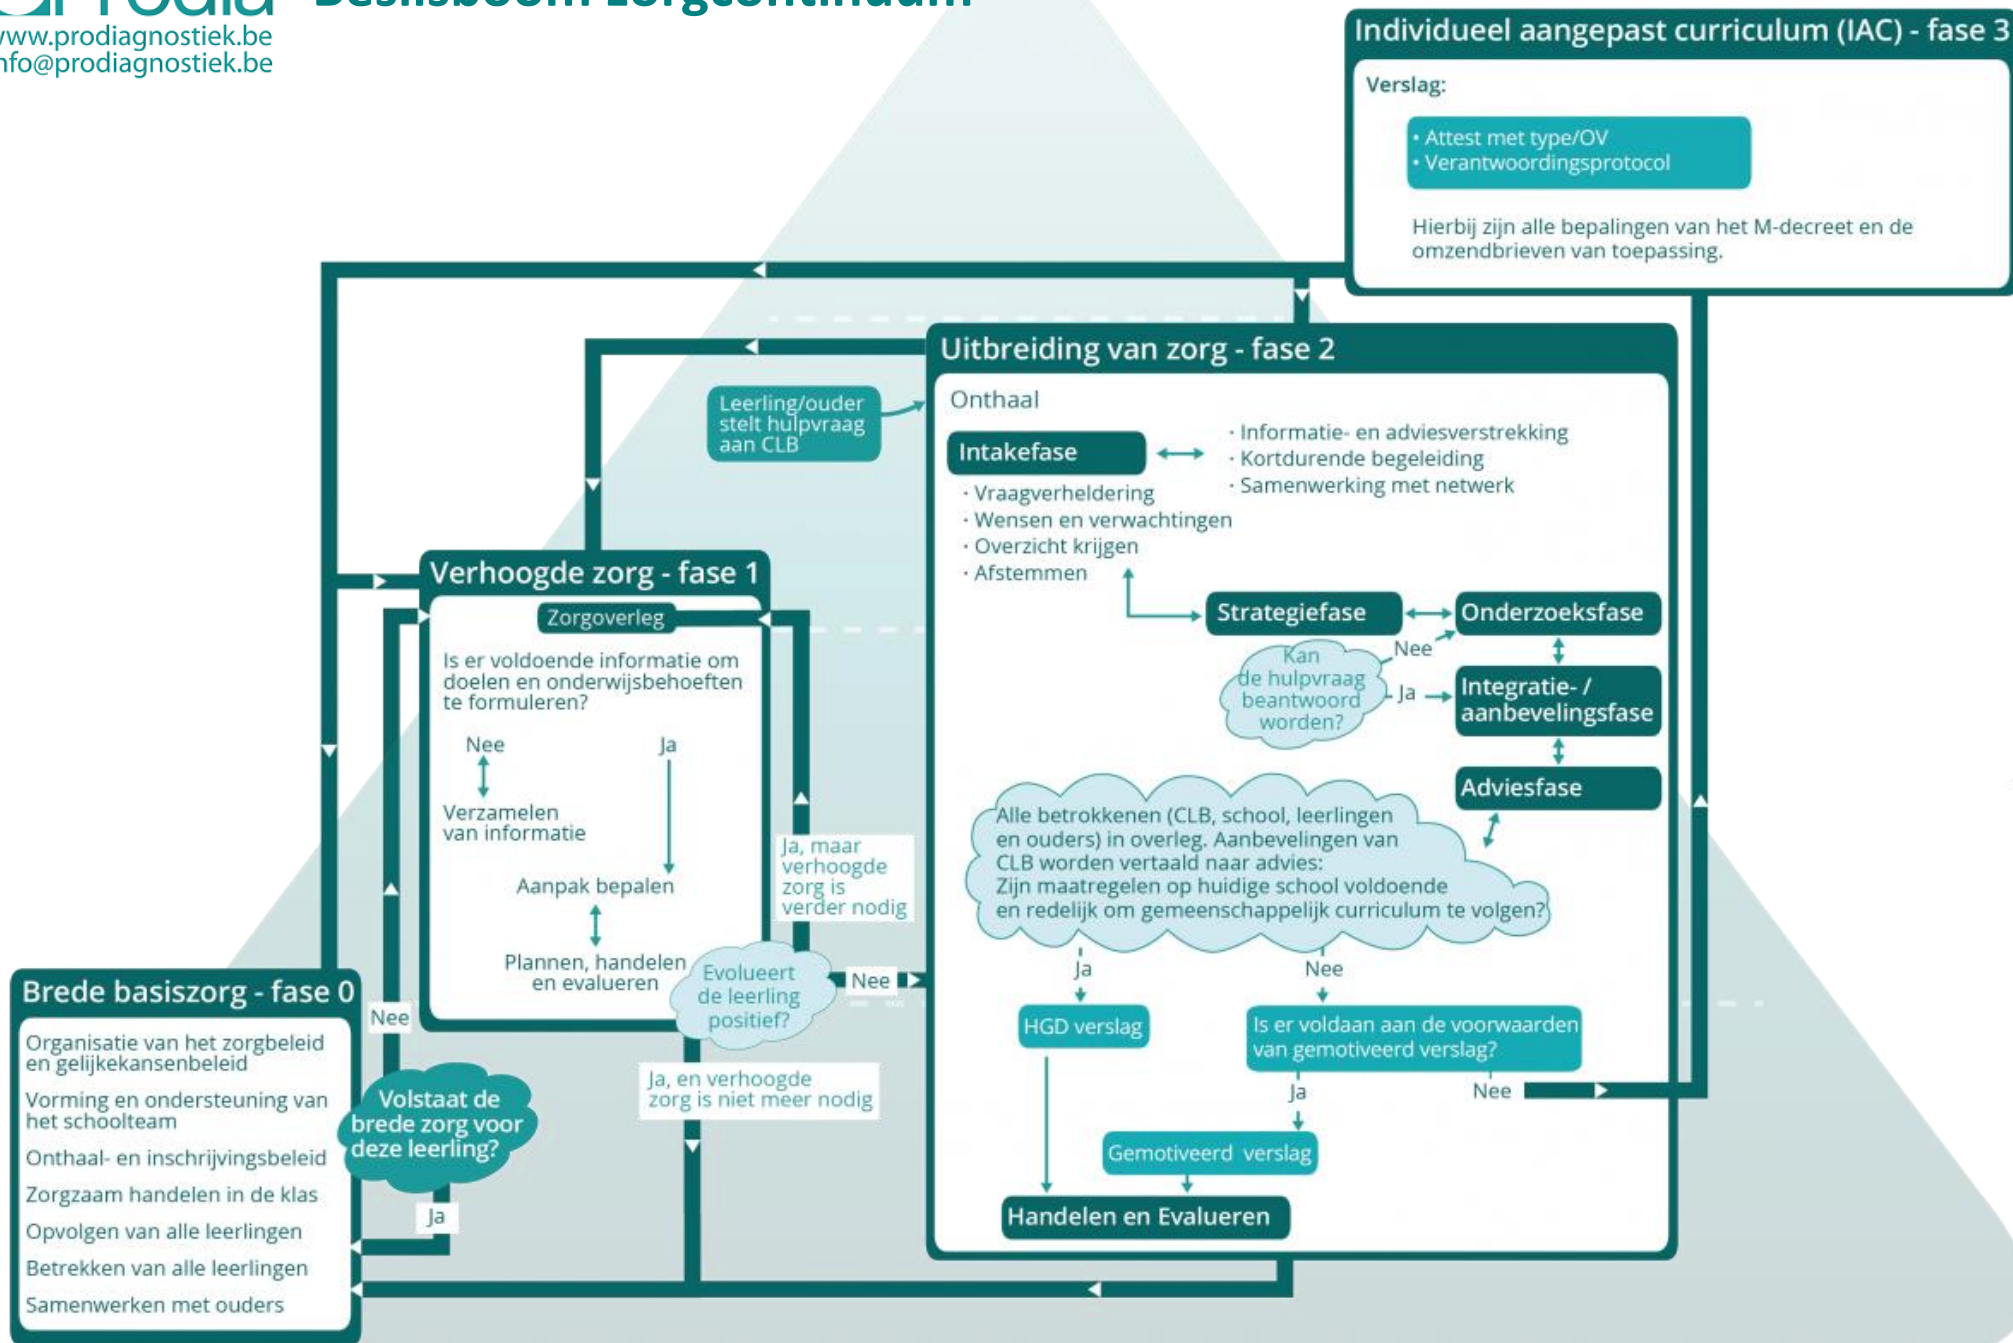 Prodia
Beslisboom zorgcontinuüm
www.prodiagnostiek.be
info@prodiagnostiek.be
Individueel aangepast curriculum (IAC) - fase 3
Verslag:
• Attest met type/OV
• Verantwoordingsprotocol
Hierbij zijn alle bepalingen van het M-decreet en de
omzendbrieven van toepassing.
Uitbreiding van zorg - fase 2
Leerling/ouder
stelt hulpvraag
aan CLB
Onthaal
Intakefase
· Informatie- en adviesverstrekking
· Kortdurende begeleiding
· Samenwerking met netwerk
· Vraagverheldering
· Wensen en verwachtingen
· Overzicht krijgen
· Afstemmen
Strategiefase
Onderzoeksfase
Kan
de hulpvraag
beantwoord
worden?
Nee
Ja
Integratie- /
aanbevelingsfase
Adviesfase
Alle betrokkenen (CLB, school, leerlingen
en ouders) in overleg. Aanbevelingen van
CLB worden vertaald naar advies:
Zijn maatregelen op huidige school voldoende
en redelijk om gemeenschappelijk curriculum te volgen?
Ja
Nee
HGD verslag
Is er voldaan aan de voorwaarden
van gemotiveerd verslag?
Ja
Nee
Gemotiveerd verslag
Handelen en Evalueren
Verhoogde zorg - fase 1
Zorgoverleg
Is er voldoende informatie om
doelen en onderwijsbehoeften
te formuleren?
Nee
Ja
Verzamelen
van informatie
Aanpak bepalen
Plannen, handelen
en evalueren
Ja, maar
verhoogde
zorg is
verder nodig
Evolueert
de leerling
positief?
Nee
Ja, en verhoogde
zorg is niet meer nodig
Brede basiszorg - fase 0
Organisatie van het zorgbeleid
en gelijkekansenbeleid
Vorming en ondersteuning van
het schoolteam
Onthaal- en inschrijvingsbeleid
Zorgzaam handelen in de klas
Opvolgen van alle leerlingen
Betrekken van alle leerlingen
Samenwerken met ouders
Nee
Volstaat de
brede zorg voor
deze leerling?
Ja